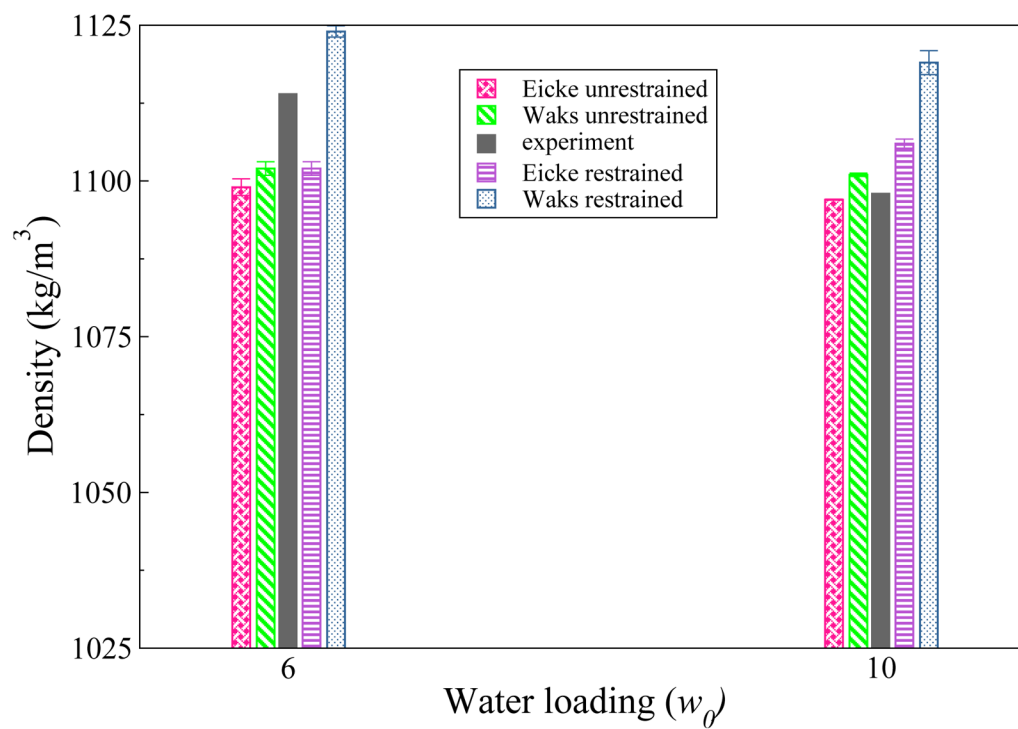 1125
1100
1075
1050
1025
Density (kg/m³)
Eicke unrestrained
Waks unrestrained
experiment
Eicke restrained
Waks restrained
6
10
Water loading (w₀)